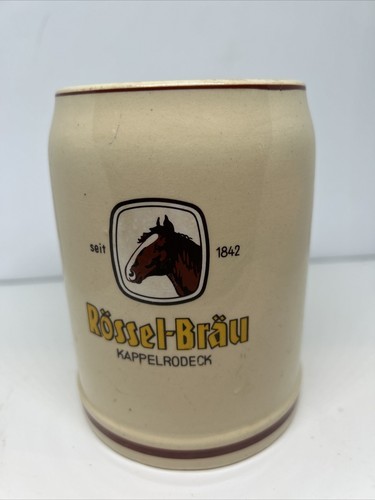 seit 1842
Rössel-Bräu
KAPPELRODECK